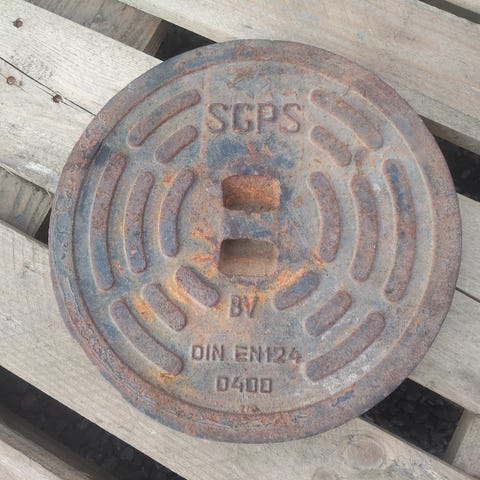 SGPS
BV
DIN EN124
D400